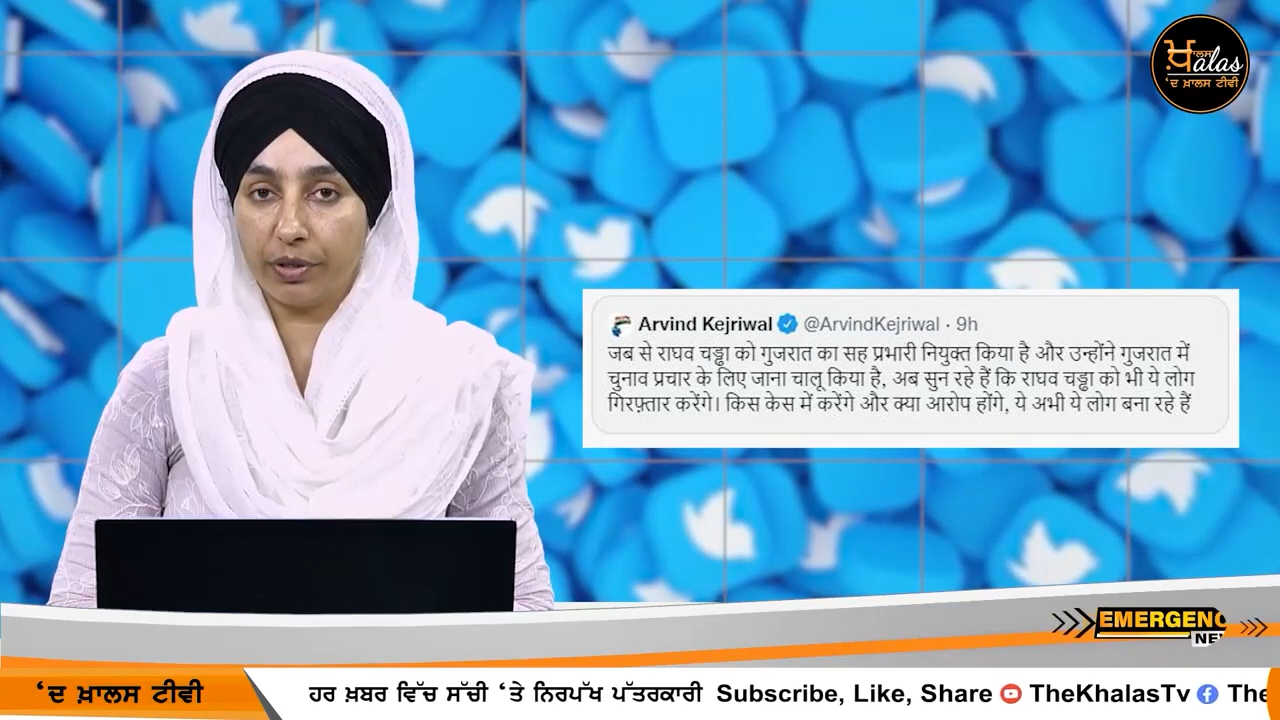 ਖ਼ਾਲਸ
alas
‘ਦ ਖ਼ਾਲਸ ਟੀਵੀ
Arvind Kejriwal @ArvindKejriwal · 9h
जब से राघव चड्ढा को गुजरात का सह प्रभारी नियुक्त किया है और उन्होंने गुजरात में
चुनाव प्रचार के लिए जाना चालू किया है, अब सुन रहे हैं कि राघव चड्ढा को भी ये लोग
गिरफ़्तार करेंगे। किस केस में करेंगे और क्या आरोप होंगे, ये अभी ये लोग बना रहे हैं
EMERGENC
NE
‘ਦ ਖ਼ਾਲਸ ਟੀਵੀ
ਹਰ ਖ਼ਬਰ ਵਿੱਚ ਸੱਚੀ ‘ਤੇ ਨਿਰਪੱਖ ਪੱਤਰਕਾਰੀ Subscribe, Like, Share TheKhalasTv The